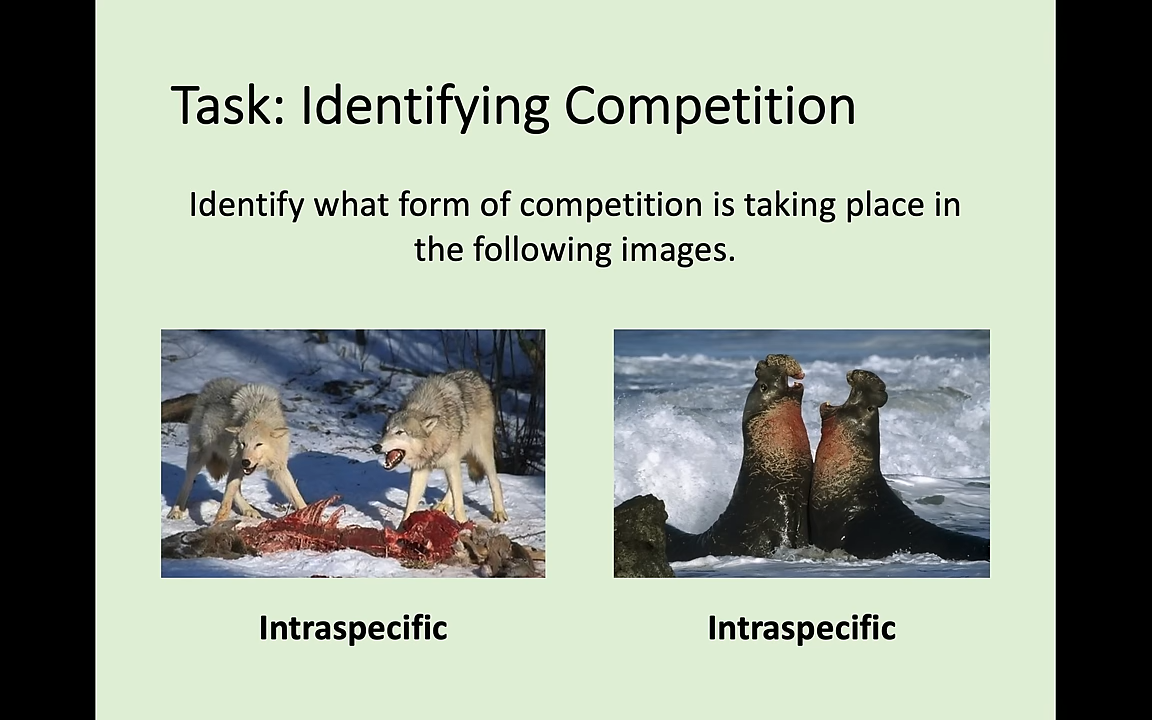 Task: Identifying Competition
Identify what form of competition is taking place in
the following images.
Intraspecific
Intraspecific